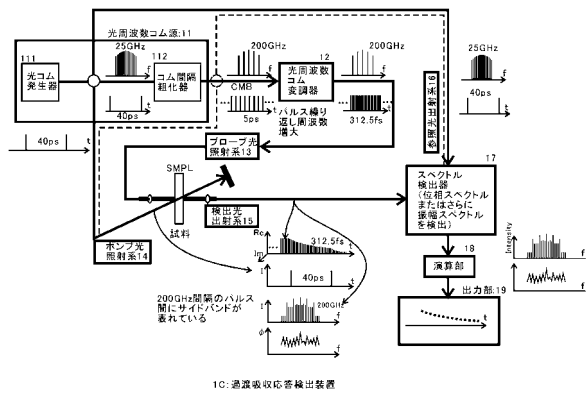 光周波数コム源:11
111
光コム
発生器
25GHz
f
40ps
t
112
コム間隔
粗化器
200GHz
f
CMB
5ps
t
12
光周波数
コム
変調器
パルス繰り
返し周波数
増大
200GHz
f
312.5fs
t
参照光出射系16
25GHz
f
40ps
t
40ps
t
プローブ光
照射系13
SMPL
試料
検出光
出射系15
ポンプ光
照射系14
17
スペクトル
検出器
(位相スペクトル
またはさらに
振幅スペクトル
を検出)
18
演算部
出力部:19
t
Intensity
f
f
Re
Im
312.5fs
t
I
40ps
t
I
200GHz
f
φ
f
200GHz間隔のパルス
間にサイドバンドが
表れている
1C:過渡吸収応答検出装置